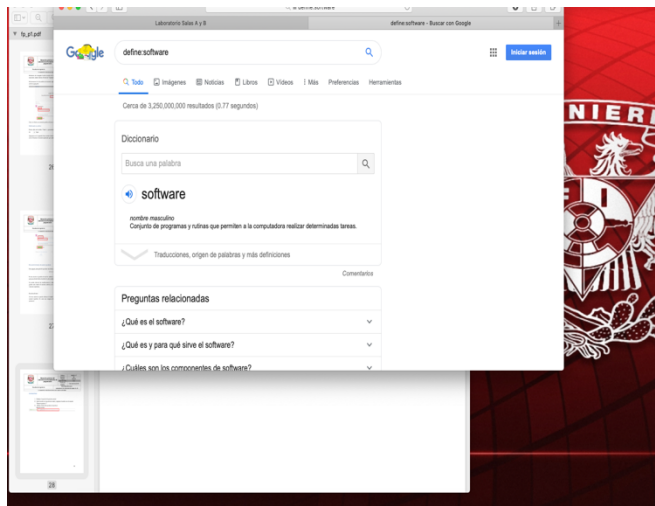 Laboratorio Salas A y B
define:software - Buscar con Google
fp_p1.pdf
Google
define:software
Iniciar sesión
Todo Imágenes Noticias Libros Vídeos Más Preferencias Herramientas
Cerca de 3,250,000,000 resultados (0.77 segundos)
Diccionario
Busca una palabra
software
nombre masculino
Conjunto de programas y rutinas que permiten a la computadora realizar determinadas tareas.
Traducciones, origen de palabras y más definiciones
Comentarios
Preguntas relacionadas
¿Qué es el software?
¿Qué es y para qué sirve el software?
¿Cuáles son los componentes de software?
28
NIER
F I